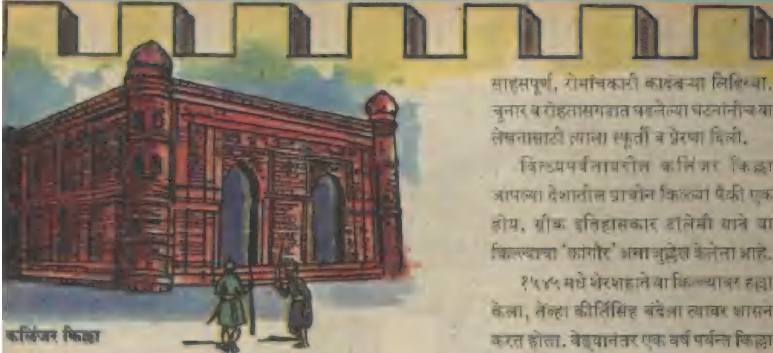 साहसपूर्ण, रोमांचकारी कादंबऱ्या लिहिल्या.
चुनार व रोहतासगडात घडलेल्या घटनांनीच या
लेखनासाठी त्याला स्फूर्ती व प्रेरणा दिली.
विन्ध्यपर्वतावरील कलिंजर किल्ला
आपल्या देशातील प्राचीन किल्ल्यां पैकी एक
होय. ग्रीक इतिहासकार टॉलेमी याने या
किल्ल्याचा 'कागोर' असा उल्लेख केलेला आहे.
१५४५ मधे शेरशहाने या किल्ल्यावर हल्ला
केला, तेव्हा कीर्तिसिंह बंदेला त्यावर शासन
करत होता. वेढ्यानंतर एक वर्ष पर्यन्त किल्ला
कलिंजर किल्ला